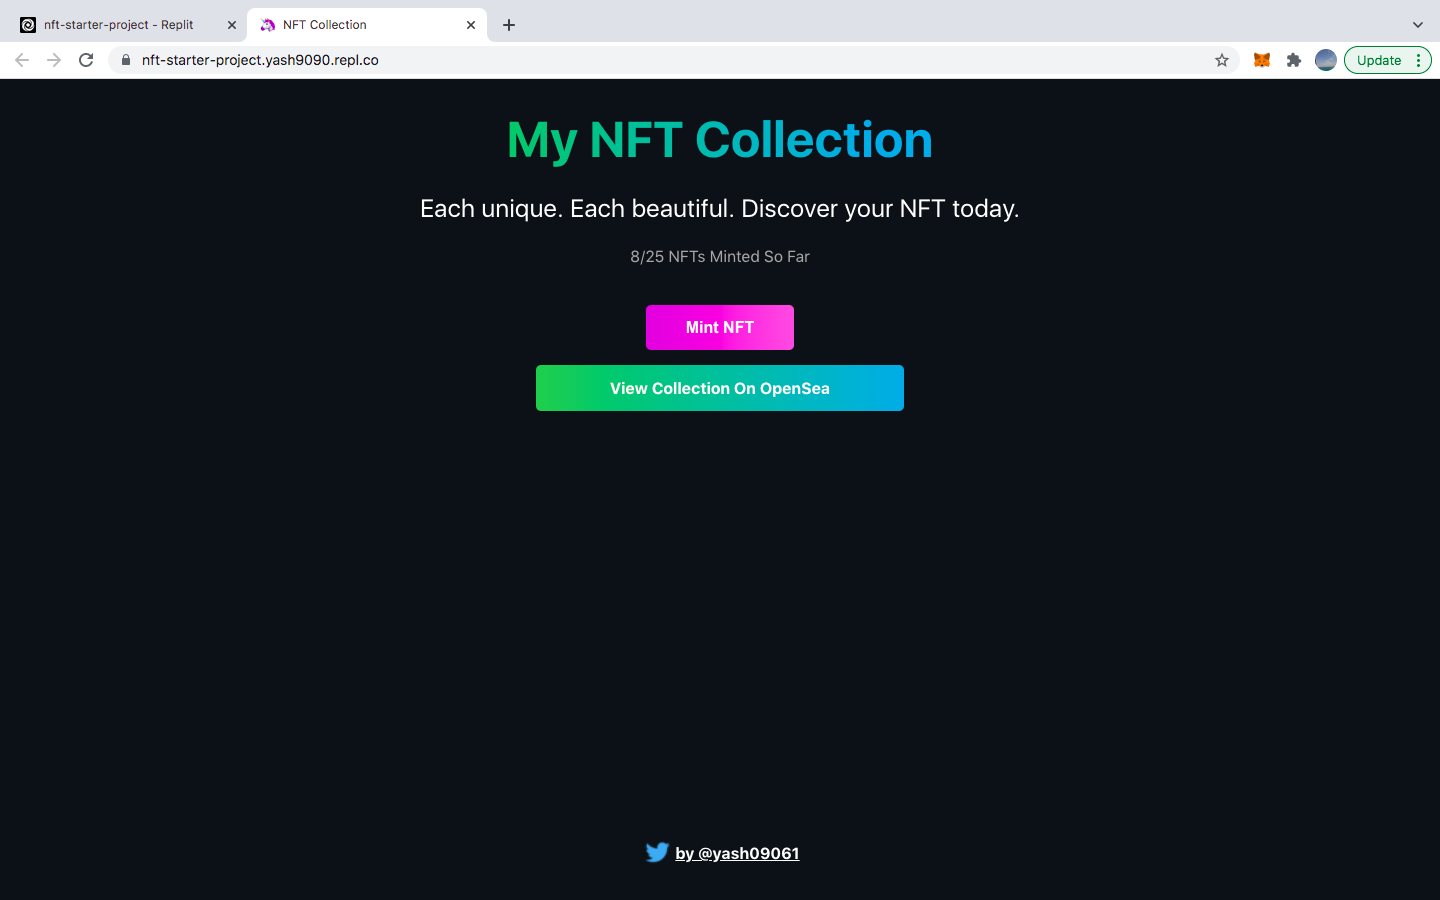 nft-starter-project - Replit
NFT Collection
nft-starter-project.yash9090.repl.co
Update
My NFT Collection
Each unique. Each beautiful. Discover your NFT today.
8/25 NFTs Minted So Far
Mint NFT
View Collection On OpenSea
by @yash09061